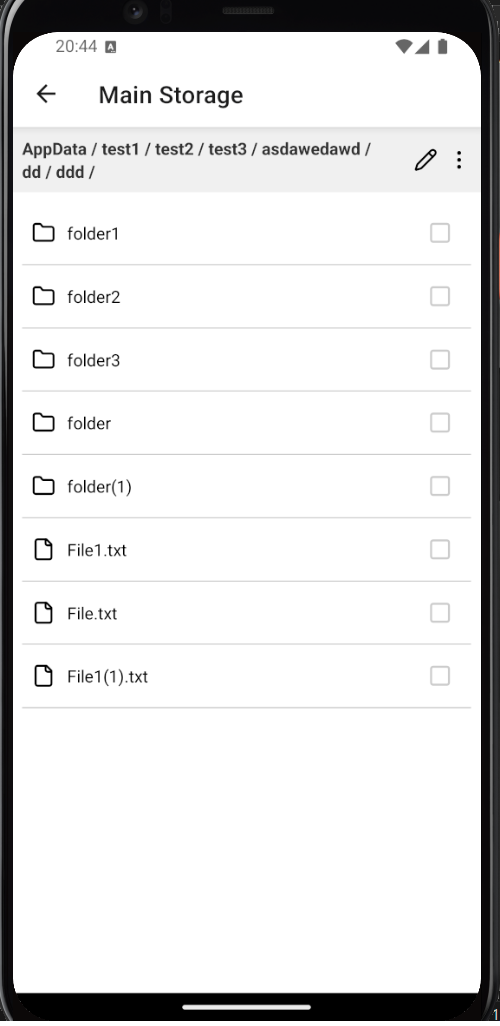 20:44
Main Storage
AppData / test1 / test2 / test3 / asdawedawd /
dd / ddd /
folder1
folder2
folder3
folder
folder(1)
File1.txt
File.txt
File1(1).txt